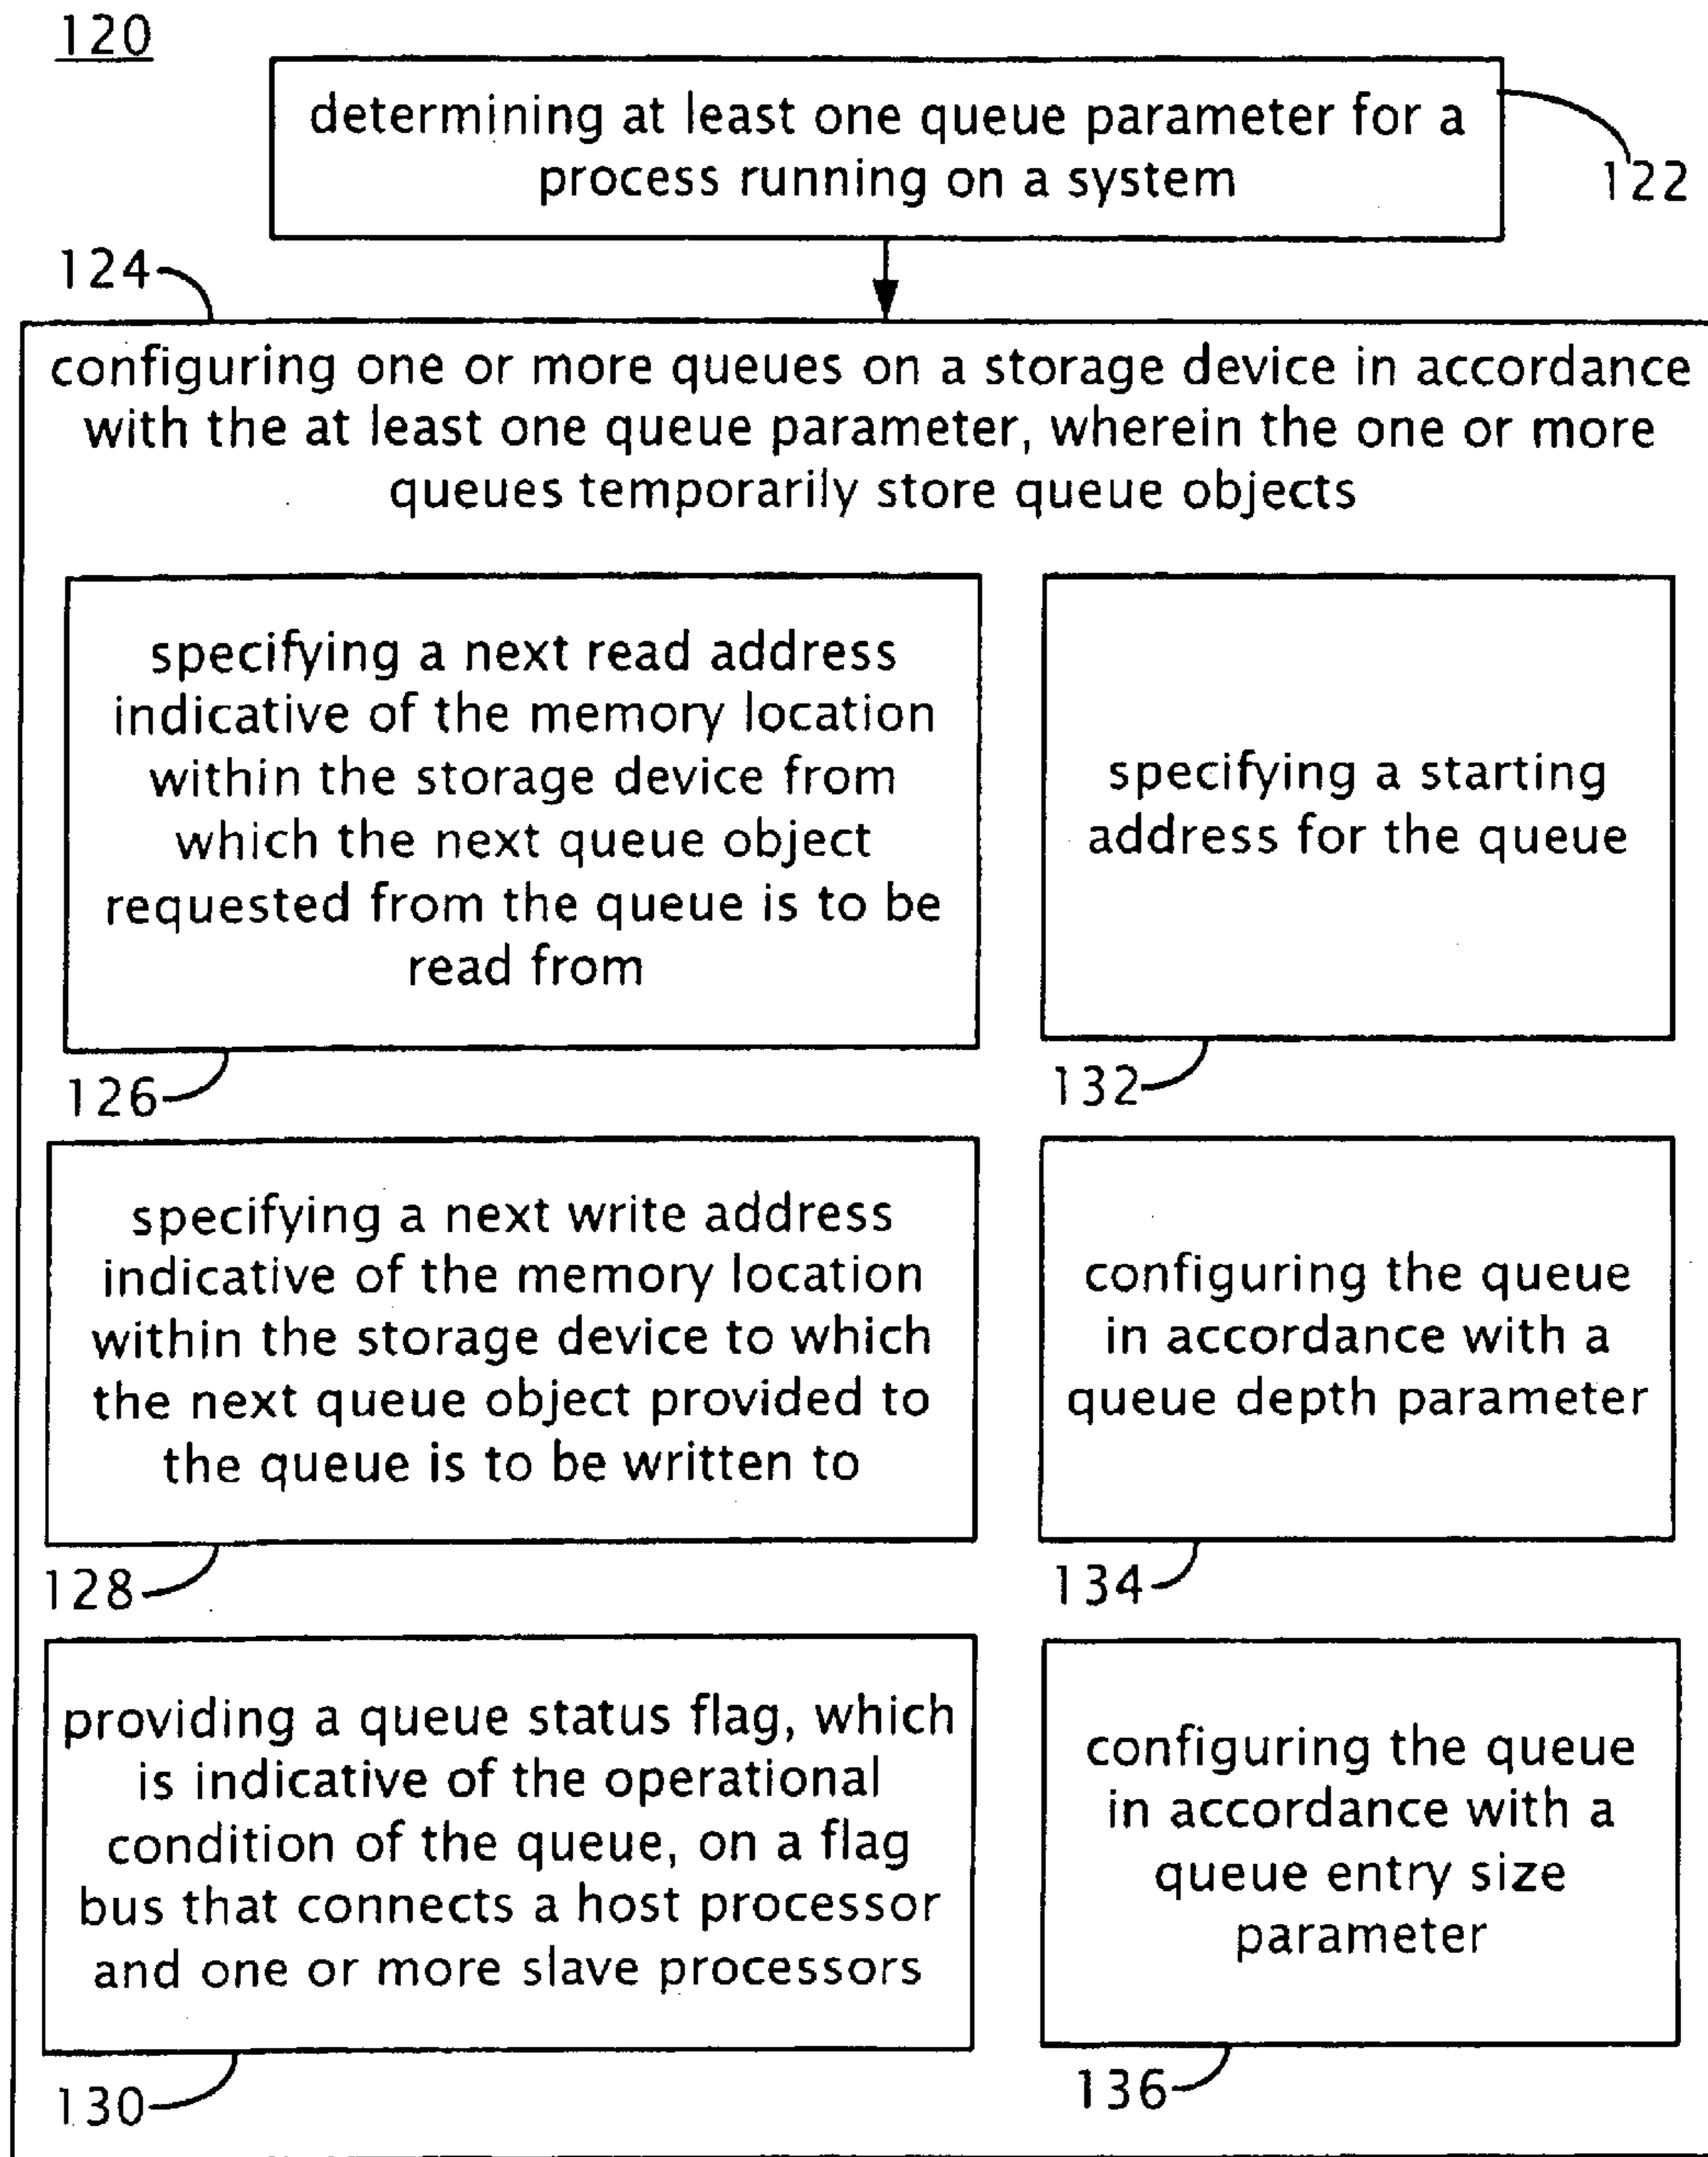 120
determining at least one queue parameter for a
process running on a system
122
124
configuring one or more queues on a storage device in accordance
with the at least one queue parameter, wherein the one or more
queues temporarily store queue objects
specifying a next read address
indicative of the memory location
within the storage device from
which the next queue object
requested from the queue is to be
read from
126
specifying a starting
address for the queue
132
specifying a next write address
indicative of the memory location
within the storage device to which
the next queue object provided to
the queue is to be written to
128
configuring the queue
in accordance with a
queue depth parameter
134
providing a queue status flag, which
is indicative of the operational
condition of the queue, on a flag
bus that connects a host processor
and one or more slave processors
130
configuring the queue
in accordance with a
queue entry size
parameter
136